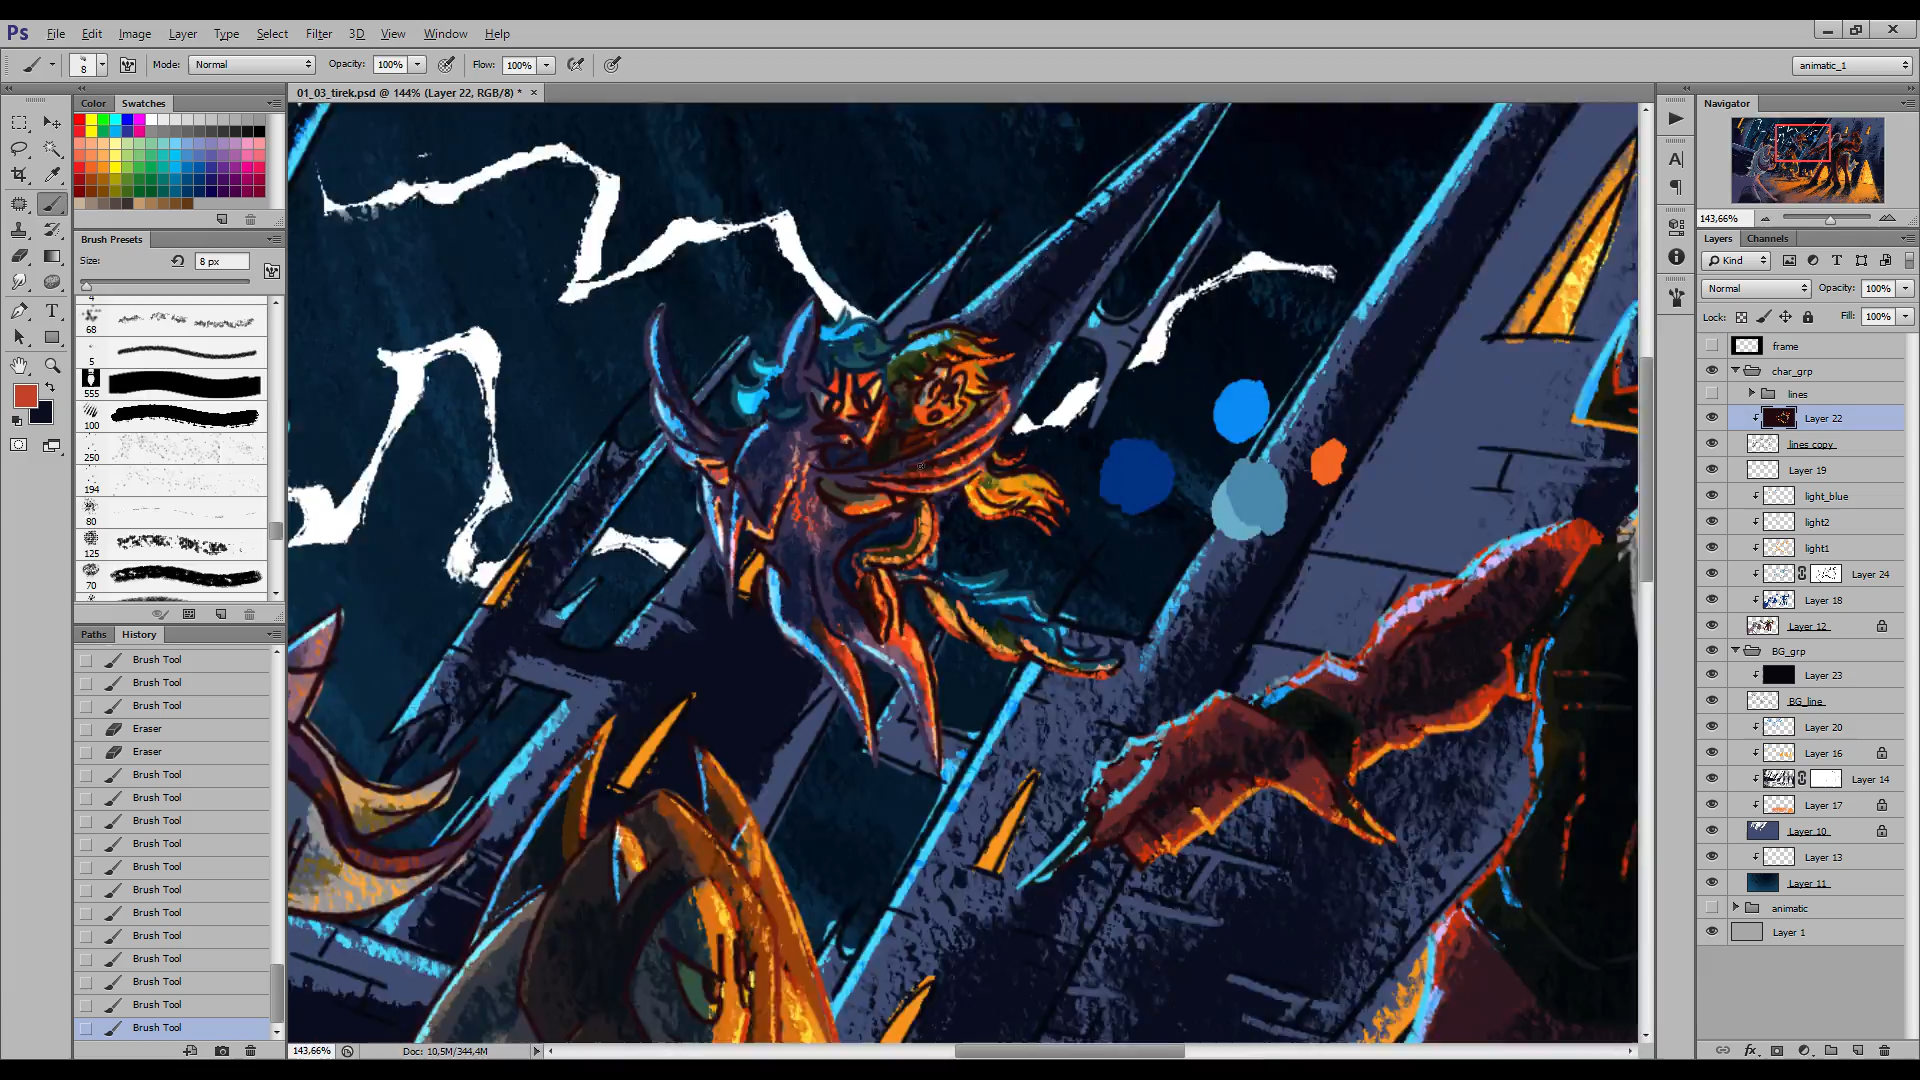 Ps File Edit Image Layer Type Select Filter 3D View Window Help
8 Mode: Normal Opacity: 100% Flow: 100% animatic_1
Color Swatches
01_03_tirek.psd @ 144% (Layer 22, RGB/8) * ×
Navigator
143,66%
Brush Presets
Size: 8 px
4
68
5
555
100
250
194
80
125
70
Paths History
Brush Tool
Brush Tool
Brush Tool
Eraser
Eraser
Brush Tool
Brush Tool
Brush Tool
Brush Tool
Brush Tool
Brush Tool
Brush Tool
Brush Tool
Brush Tool
Brush Tool
Brush Tool
Brush Tool
143,66% Doc: 10,5M/344,4M
Layers Channels
Kind
Normal Opacity: 100%
Lock: Fill: 100%
frame
char_grp
lines
Layer 22
lines copy
Layer 19
light_blue
light2
light1
Layer 24
Layer 18
Layer 12
BG_grp
Layer 23
BG_line
Layer 20
Layer 16
Layer 14
Layer 17
Layer 10
Layer 13
Layer 11
animatic
Layer 1